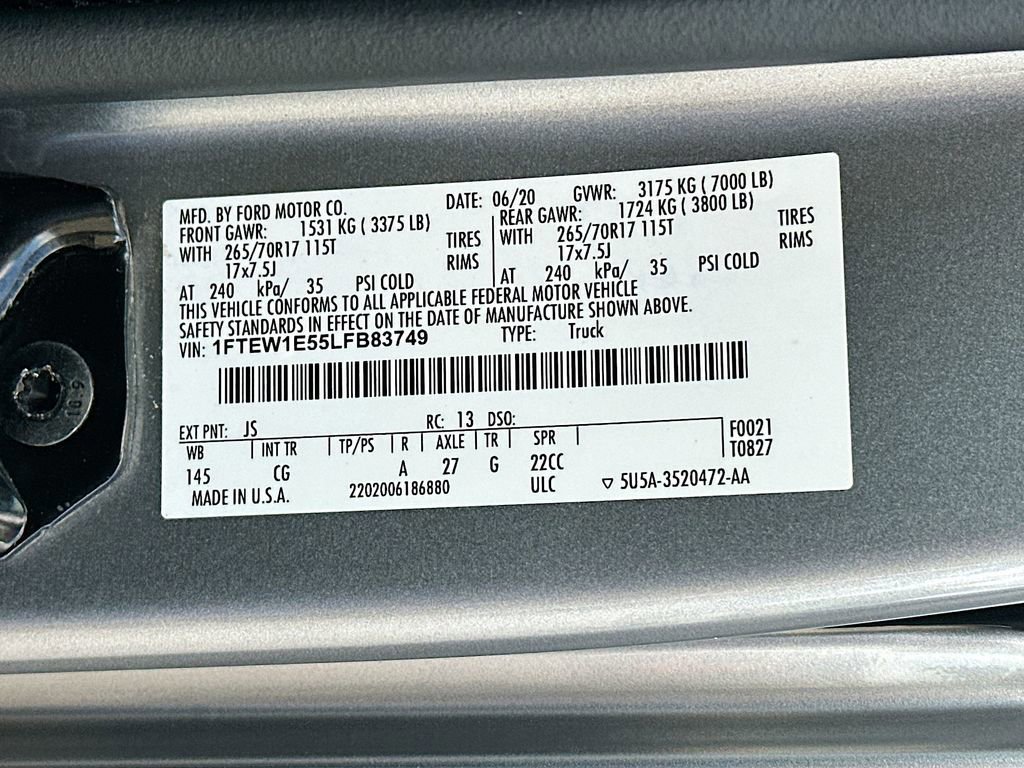 MFD. BY FORD MOTOR CO. DATE: 06/20 GVWR: 3175 KG ( 7000 LB)
FRONT GAWR: 1531 KG ( 3375 LB) REAR GAWR: 1724 KG ( 3800 LB)
WITH 265/70R17 115T TIRES WITH 265/70R17 115T TIRES
17x7.5J RIMS 17x7.5J RIMS
AT 240 kPa/ 35 PSI COLD AT 240 kPa/ 35 PSI COLD
THIS VEHICLE CONFORMS TO ALL APPLICABLE FEDERAL MOTOR VEHICLE
SAFETY STANDARDS IN EFFECT ON THE DATE OF MANUFACTURE SHOWN ABOVE.
VIN: 1FTEW1E55LFB83749 TYPE: Truck
EXT PNT: JS RC: 13 DSO:
WB INT TR TP/PS R AXLE TR SPR F0021
145 CG A 27 G 22CC T0827
MADE IN U.S.A. 2202006186880 ULC ▽ 5U5A-3520472-AA
19.9